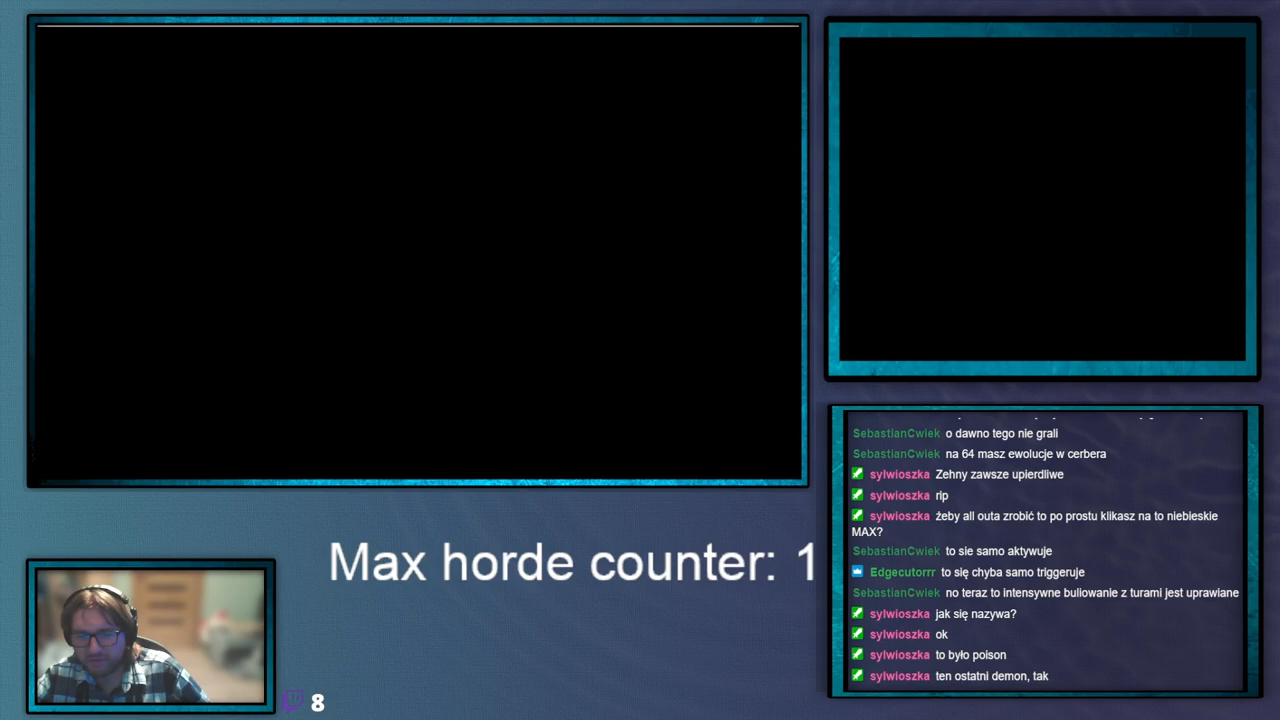 SebastianCwiek o dawno tego nie grali
SebastianCwiek na 64 masz ewolucje w cerbera
sylwioszka Zehny zawsze upierdliwe
sylwioszka rip
sylwioszka żeby all outa zrobić to po prostu klikasz na to niebieskie
MAX?
SebastianCwiek to sie samo aktywuje
Edgecutorrr to się chyba samo triggeruje
SebastianCwiek no teraz to intensywne buliowanie z turami jest uprawiane
sylwioszka jak się nazywa?
sylwioszka ok
sylwioszka to było poison
sylwioszka ten ostatni demon, tak
Max horde counter: 1
8